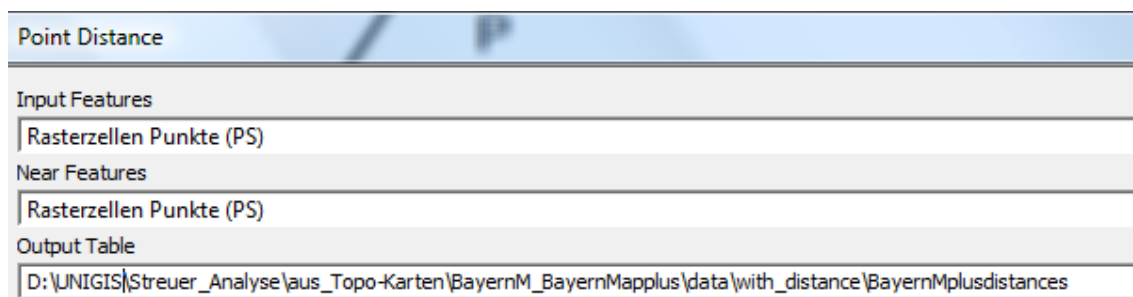 Point Distance
P
Input Features
Rasterzellen Punkte (PS)
Near Features
Rasterzellen Punkte (PS)
Output Table
D:\UNIGIS\Streuer_Analyse\aus_Topo-Karten\BayernM_BayernMapplus\data\with_distance\BayernMplusdistances